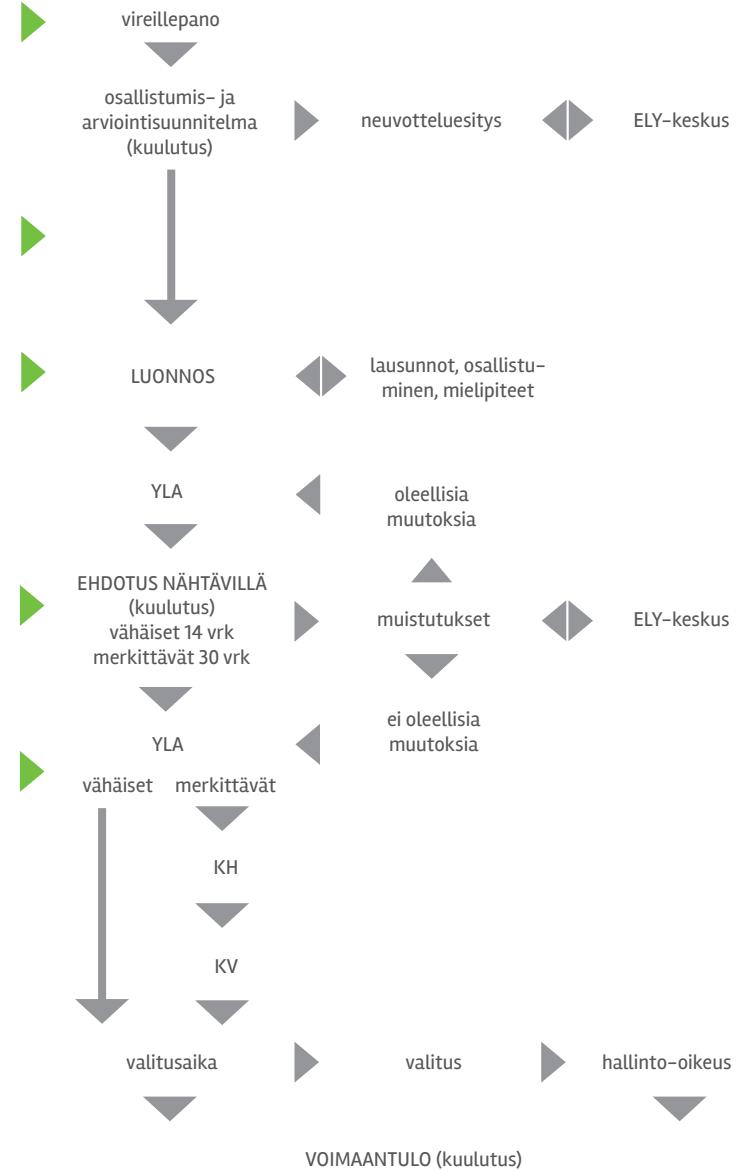 vireillepano
osallistumis- ja
arviointisuunnitelma
(kuulutus)
neuvotteluesitys
ELY-keskus
LUONNOS
lausunnot, osallistu-
minen, mielipiteet
YLA
oleellisia
muutoksia
EHDOTUS NÄHTÄVILLÄ
(kuulutus)
vähäiset 14 vrk
merkittävät 30 vrk
muistutukset
ELY-keskus
ei oleellisia
muutoksia
YLA
vähäiset merkittävät
KH
KV
valitusaika
valitus
hallinto-oikeus
VOIMAANTULO (kuulutus)